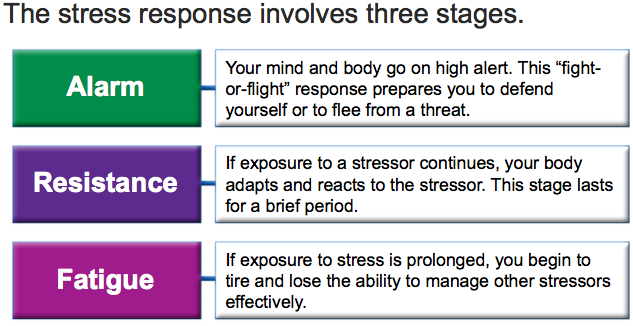 The stress response involves three stages.
Alarm
Your mind and body go on high alert. This “fight-
or-flight” response prepares you to defend
yourself or to flee from a threat.
Resistance
If exposure to a stressor continues, your body
adapts and reacts to the stressor. This stage lasts
for a brief period.
Fatigue
If exposure to stress is prolonged, you begin to
tire and lose the ability to manage other stressors
effectively.